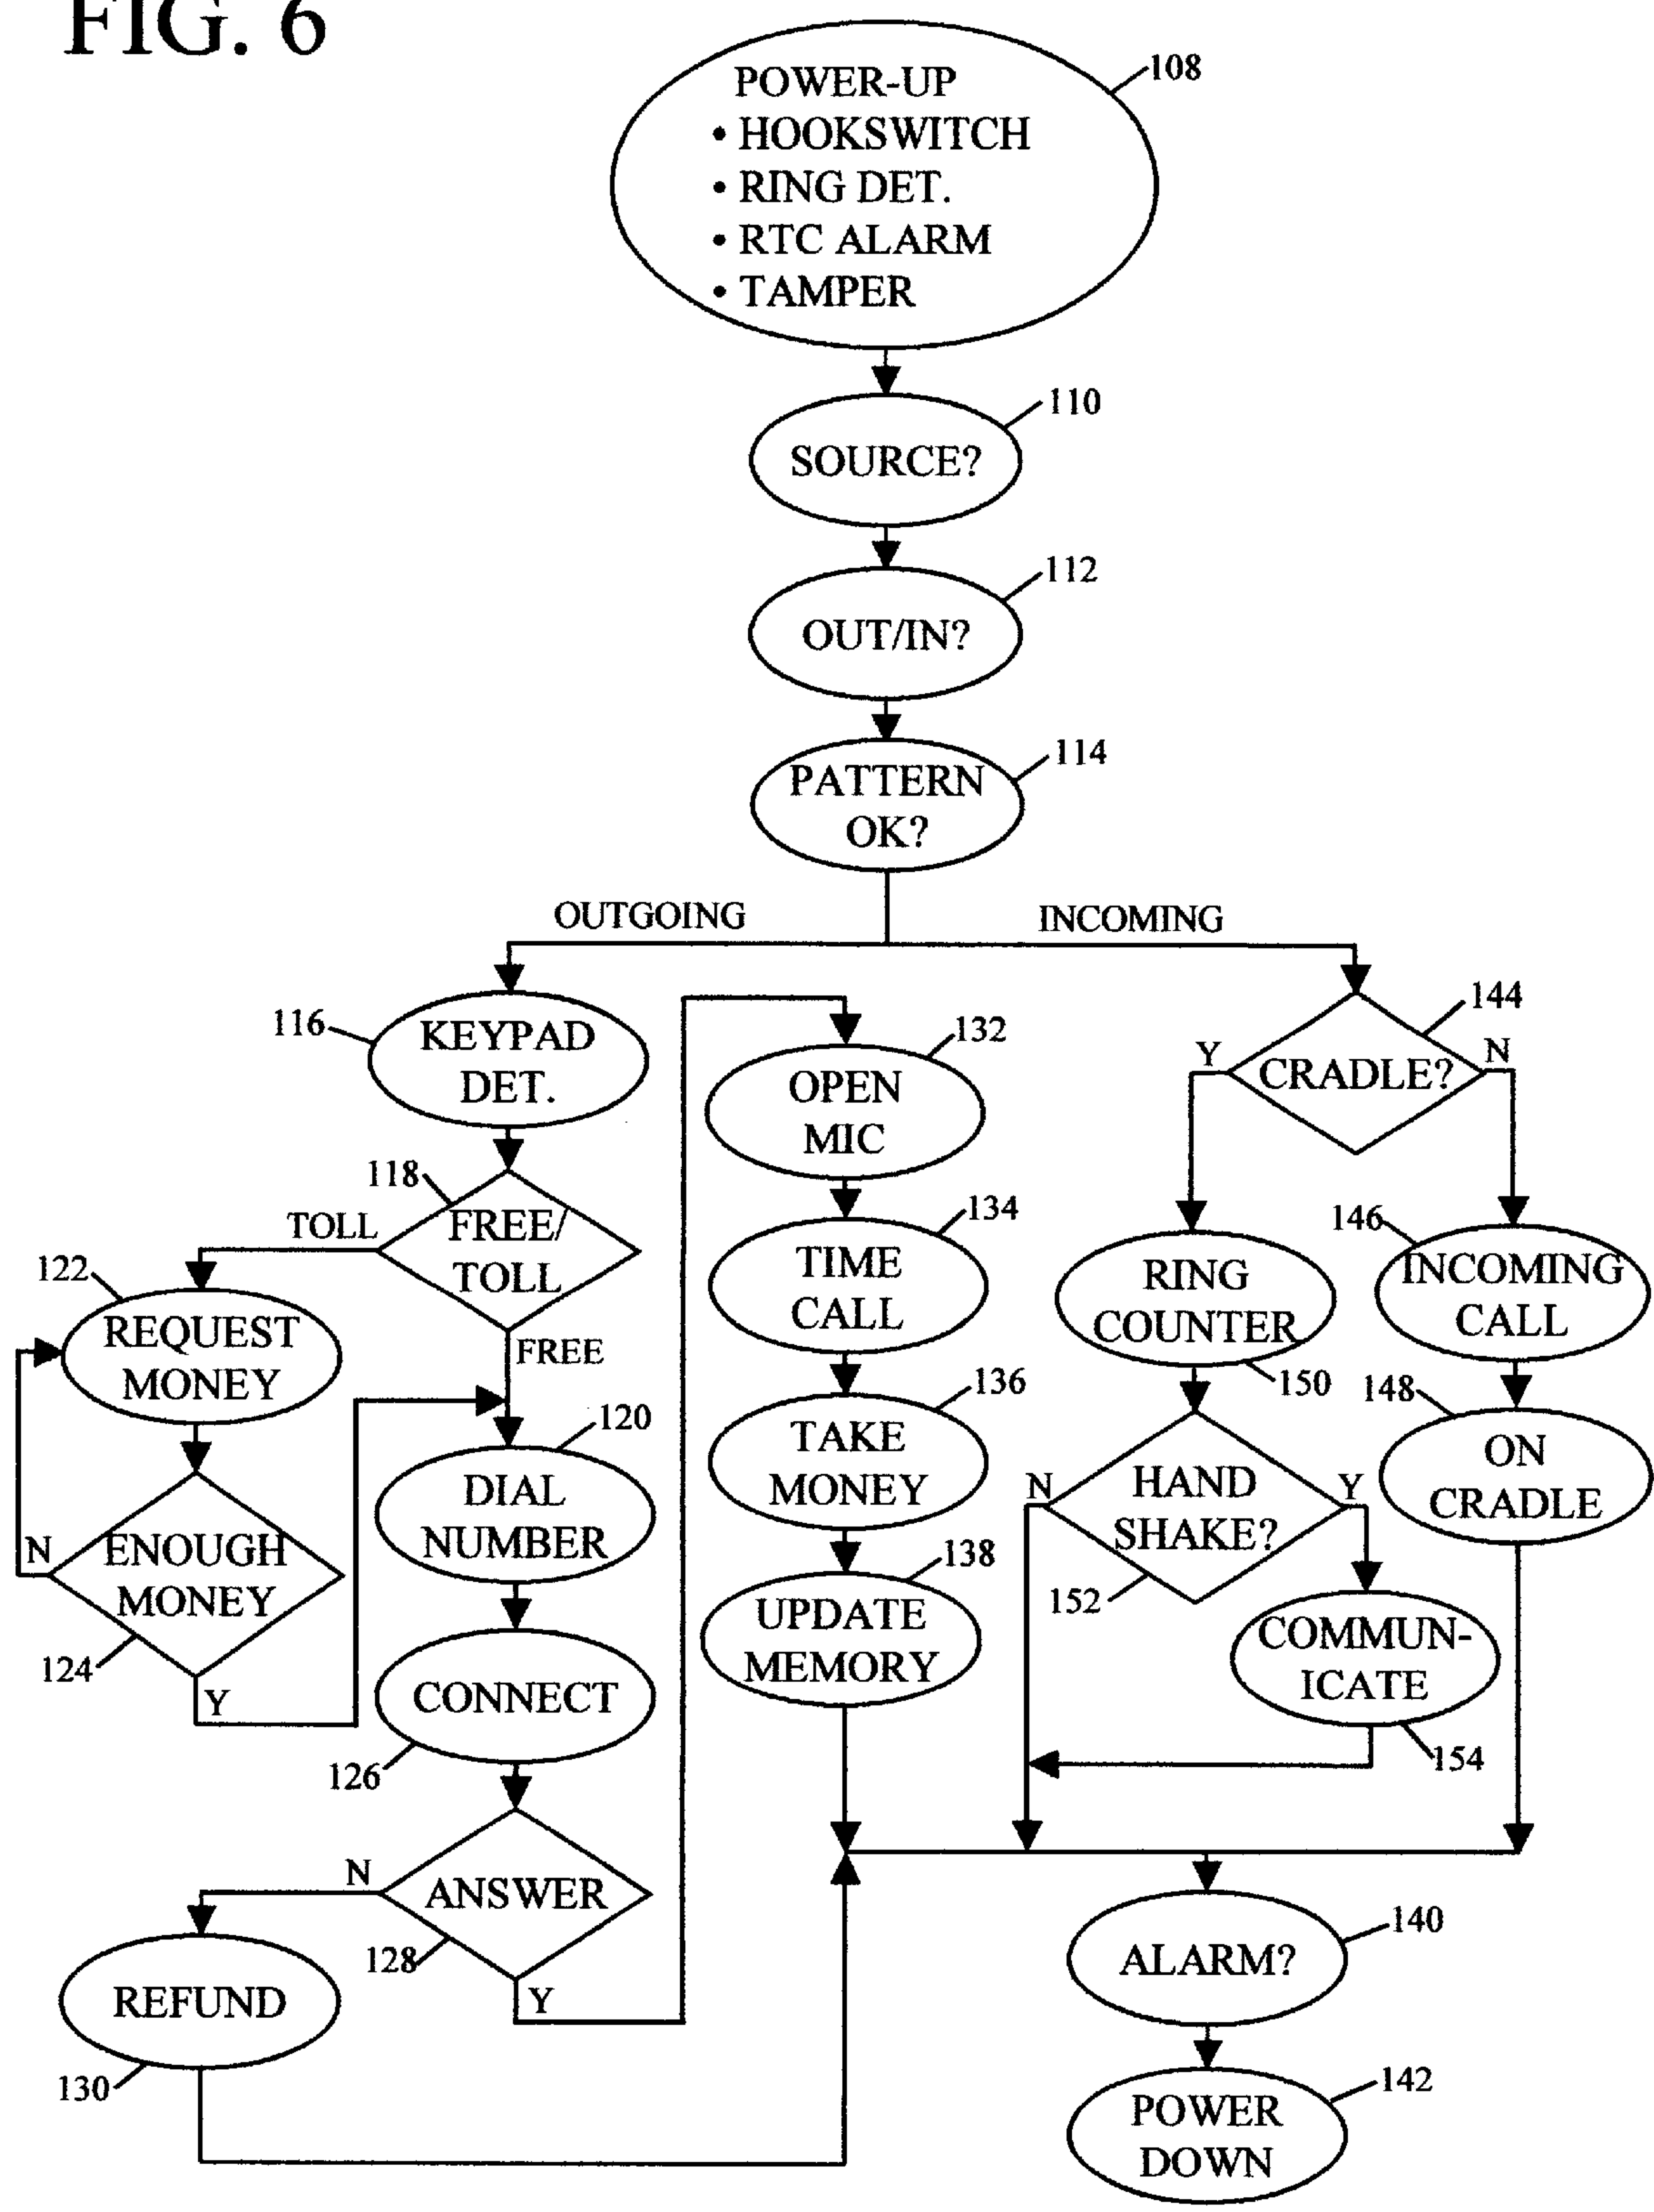 FIG. 6
POWER-UP
• HOOKSWITCH
• RING DET.
• RTC ALARM
• TAMPER
108
SOURCE?
110
OUT/IN?
112
PATTERN
OK?
114
OUTGOING
INCOMING
116
KEYPAD
DET.
118
FREE/
TOLL
TOLL
FREE
122
REQUEST
MONEY
ENOUGH
MONEY
N
Y
124
120
DIAL
NUMBER
CONNECT
126
ANSWER
N
Y
128
REFUND
130
132
OPEN
MIC
134
TIME
CALL
136
TAKE
MONEY
138
UPDATE
MEMORY
144
CRADLE?
Y
N
146
INCOMING
CALL
148
ON
CRADLE
RING
COUNTER
150
HAND
SHAKE?
N
Y
152
COMMUN-
ICATE
154
140
ALARM?
142
POWER
DOWN